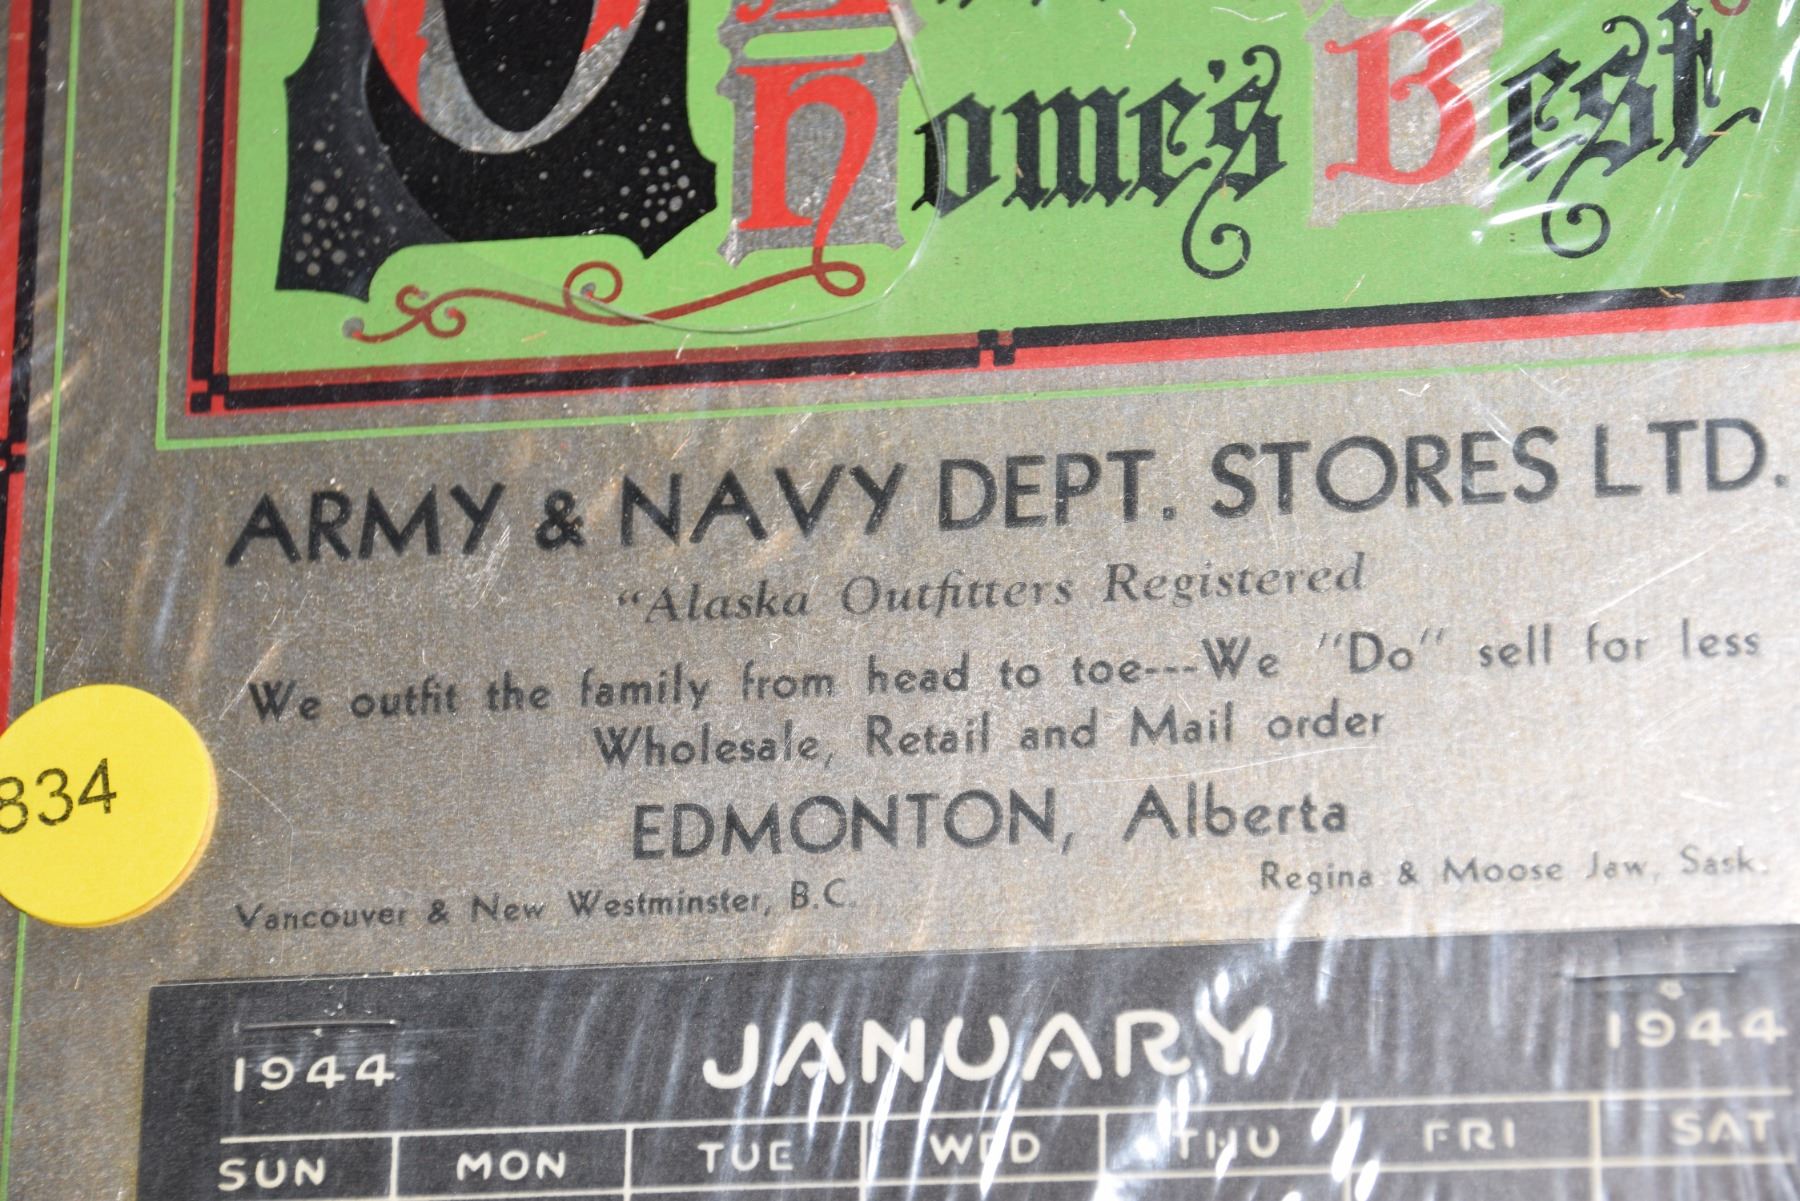 Home's Best
ARMY & NAVY DEPT. STORES LTD.
"Alaska Outfitters Registered
We outfit the family from head to toe---We "Do" sell for less
Wholesale, Retail and Mail order
EDMONTON, Alberta
Vancouver & New Westminster, B.C.
Regina & Moose Jaw, Sask.
834
1944 JANUARY 1944
SUN MON TUE WED THU FRI SAT